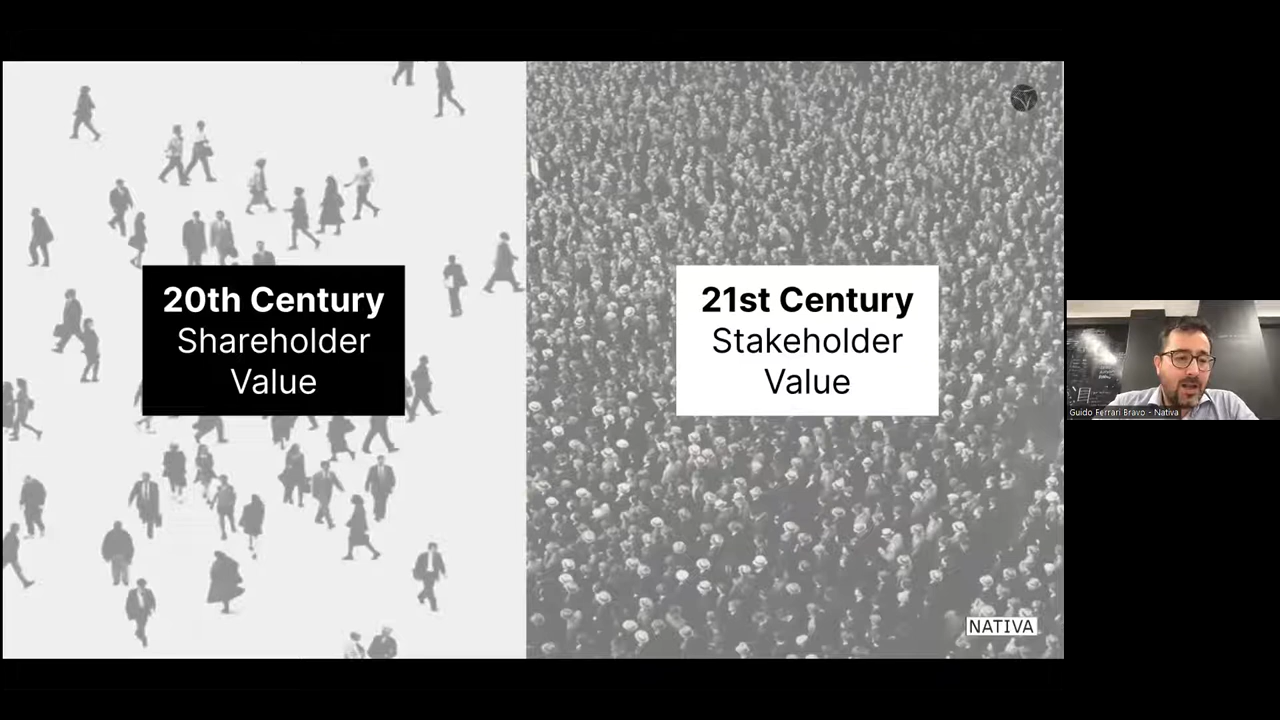 20th Century
Shareholder
Value
21st Century
Stakeholder
Value
NATIVA
Guido Ferrari Bravo - Nativa